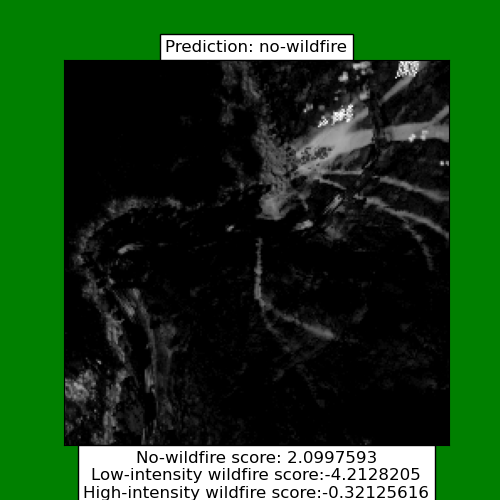 Prediction: no-wildfire
No-wildfire score: 2.0997593
Low-intensity wildfire score:-4.2128205
High-intensity wildfire score:-0.32125616